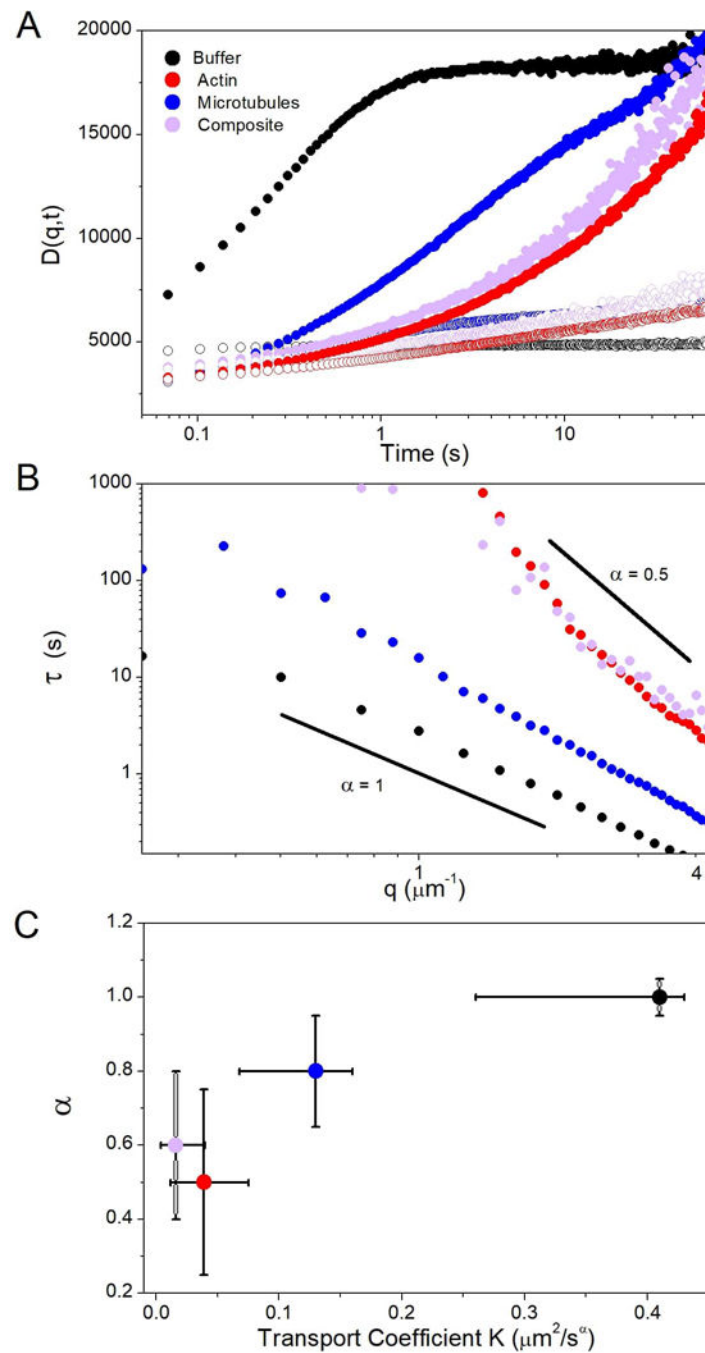 A
20000
Buffer
Actin
Microtubules
Composite
15000
D(q,t)
10000
5000
0.1 1 10
Time (s)
B
1000
α = 0.5
100
τ (s)
10
1
α = 1
1 4
q (μm⁻¹)
C
1.2
1.0
0.8
α
0.6
0.4
0.2
0.0 0.1 0.2 0.3 0.4
Transport Coefficient K (μm²/sᵅ)